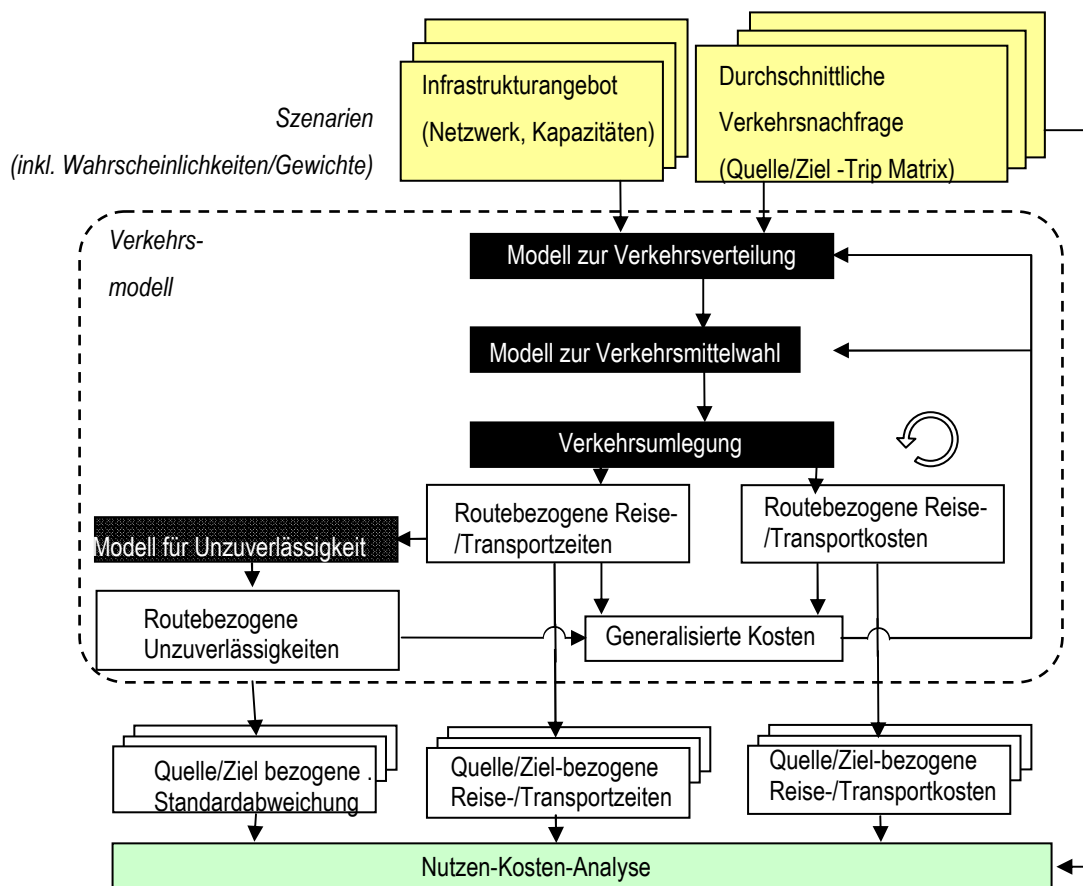 Infrastrukturangebot
(Netzwerk, Kapazitäten)
Durchschnittliche
Verkehrsnachfrage
(Quelle/Ziel -Trip Matrix)
Szenarien
(inkl. Wahrscheinlichkeiten/Gewichte)
Verkehrs-
modell
Modell zur Verkehrsverteilung
Modell zur Verkehrsmittelwahl
Verkehrsumlegung
Routebezogene Reise-
/Transportzeiten
Routebezogene Reise-
/Transportkosten
Modell für Unzuverlässigkeit
Routebezogene
Unzuverlässigkeiten
Generalisierte Kosten
Quelle/Ziel bezogene .
Standardabweichung
Quelle/Ziel-bezogene
Reise-/Transportzeiten
Quelle/Ziel-bezogene
Reise-/Transportkosten
Nutzen-Kosten-Analyse